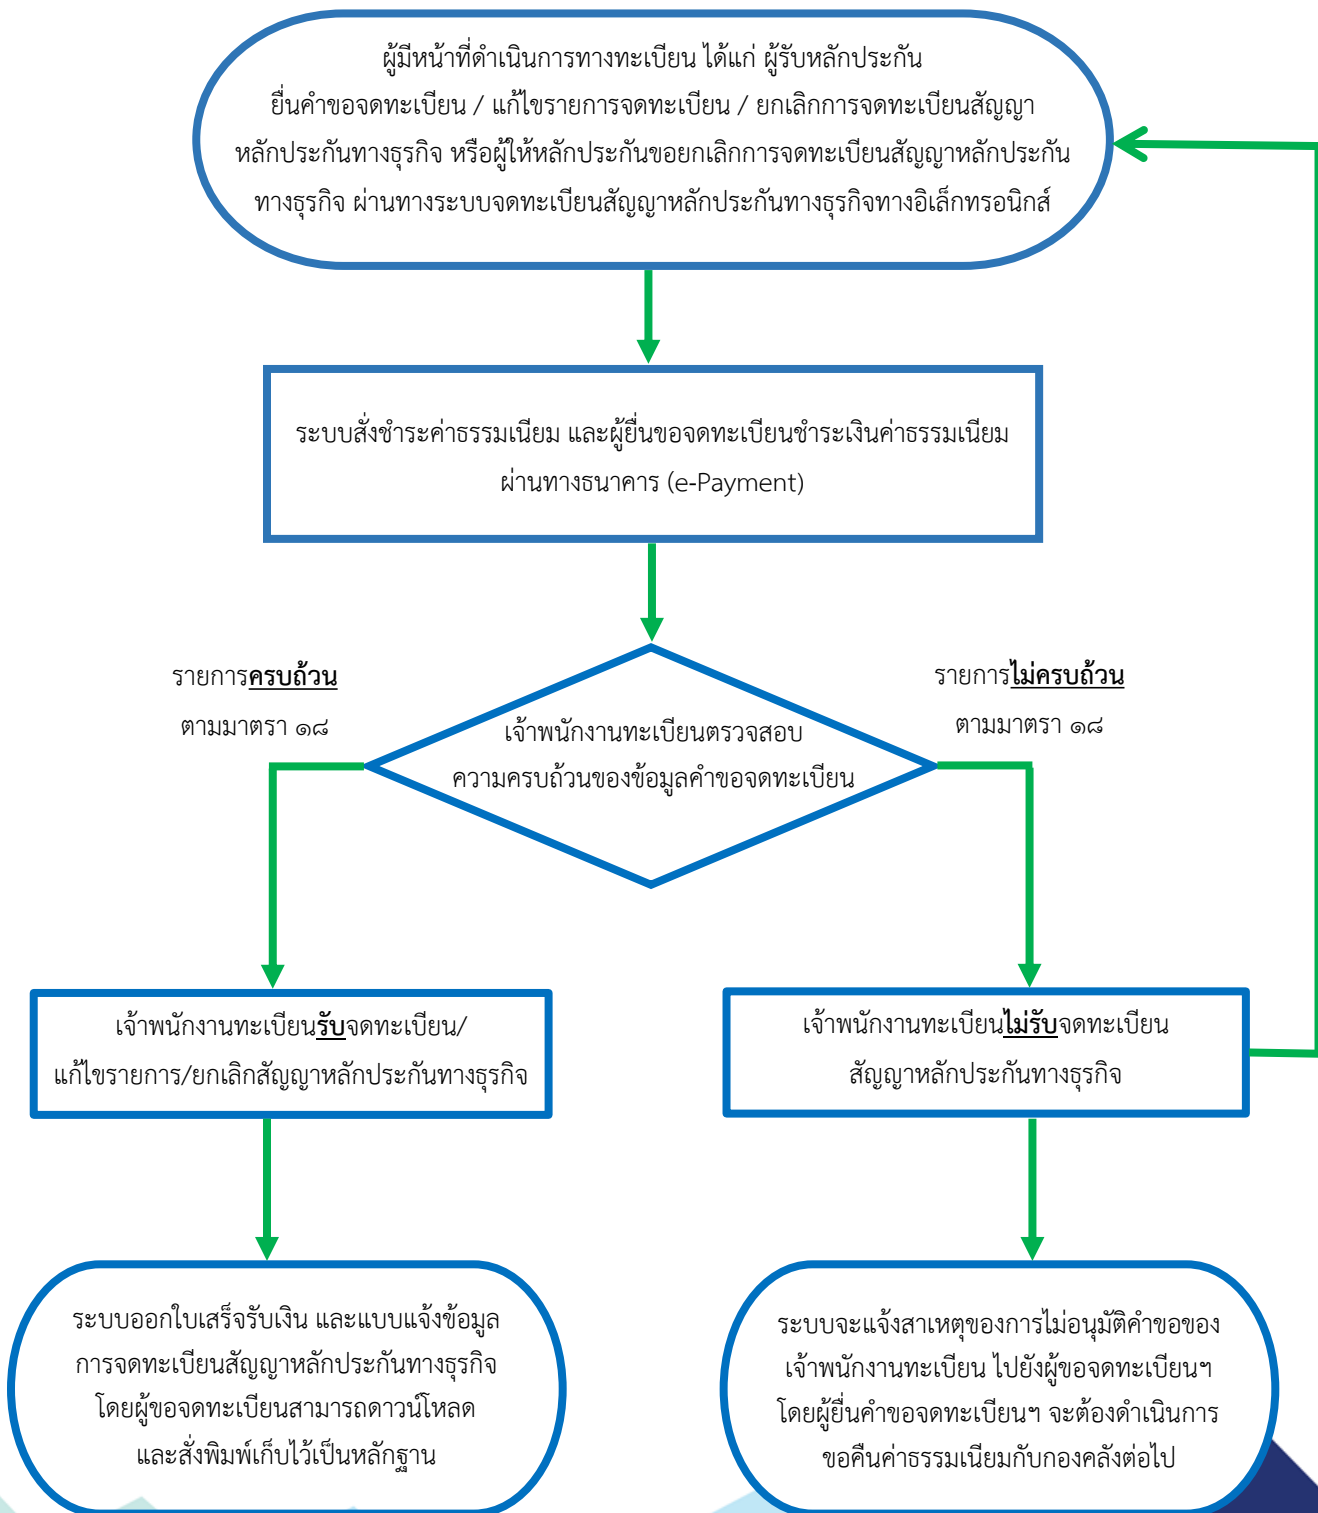 ผู้มีหน้าที่ดำเนินการทางทะเบียน ได้แก่ ผู้รับหลักประกัน
ยื่นคำขอจดทะเบียน / แก้ไขรายการจดทะเบียน / ยกเลิกการจดทะเบียนสัญญา
หลักประกันทางธุรกิจ หรือผู้ให้หลักประกันขอยกเลิกการจดทะเบียนสัญญาหลักประกัน
ทางธุรกิจ ผ่านทางระบบจดทะเบียนสัญญาหลักประกันทางธุรกิจทางอิเล็กทรอนิกส์
ระบบสั่งชำระค่าธรรมเนียม และผู้ยื่นขอจดทะเบียนชำระเงินค่าธรรมเนียม
ผ่านทางธนาคาร (e-Payment)
รายการครบถ้วน
ตามมาตรา ๑๘
รายการไม่ครบถ้วน
ตามมาตรา ๑๘
เจ้าพนักงานทะเบียนตรวจสอบ
ความครบถ้วนของข้อมูลคำขอจดทะเบียน
เจ้าพนักงานทะเบียนรับจดทะเบียน/
แก้ไขรายการ/ยกเลิกสัญญาหลักประกันทางธุรกิจ
เจ้าพนักงานทะเบียนไม่รับจดทะเบียน
สัญญาหลักประกันทางธุรกิจ
ระบบออกใบเสร็จรับเงิน และแบบแจ้งข้อมูล
การจดทะเบียนสัญญาหลักประกันทางธุรกิจ
โดยผู้ขอจดทะเบียนสามารถดาวน์โหลด
และสั่งพิมพ์เก็บไว้เป็นหลักฐาน
ระบบจะแจ้งสาเหตุของการไม่อนุมัติคำขอของ
เจ้าพนักงานทะเบียน ไปยังผู้ขอจดทะเบียนฯ
โดยผู้ยื่นคำขอจดทะเบียนฯ จะต้องดำเนินการ
ขอคืนค่าธรรมเนียมกับกองคลังต่อไป